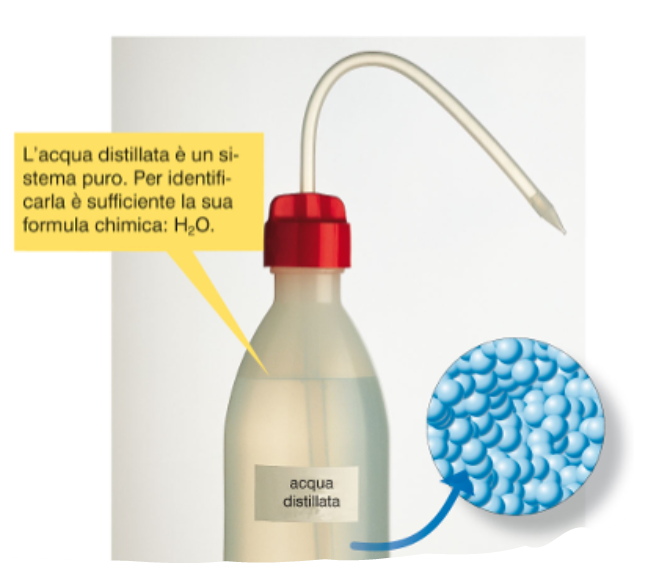 L'acqua distillata è un si-
stema puro. Per identifi-
carla è sufficiente la sua
formula chimica: H₂O.
acqua
distillata